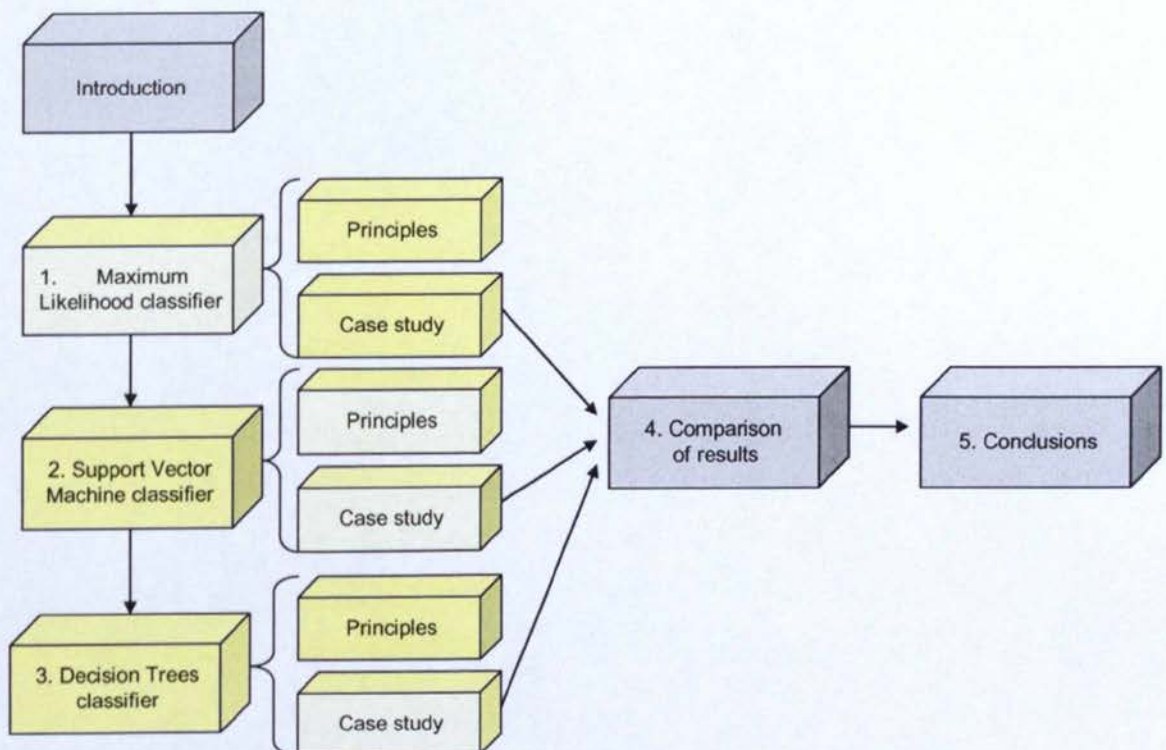 Introduction
1. Maximum
Likelihood classifier
Principles
Case study
2. Support Vector
Machine classifier
Principles
Case study
3. Decision Trees
classifier
Principles
Case study
4. Comparison
of results
5. Conclusions